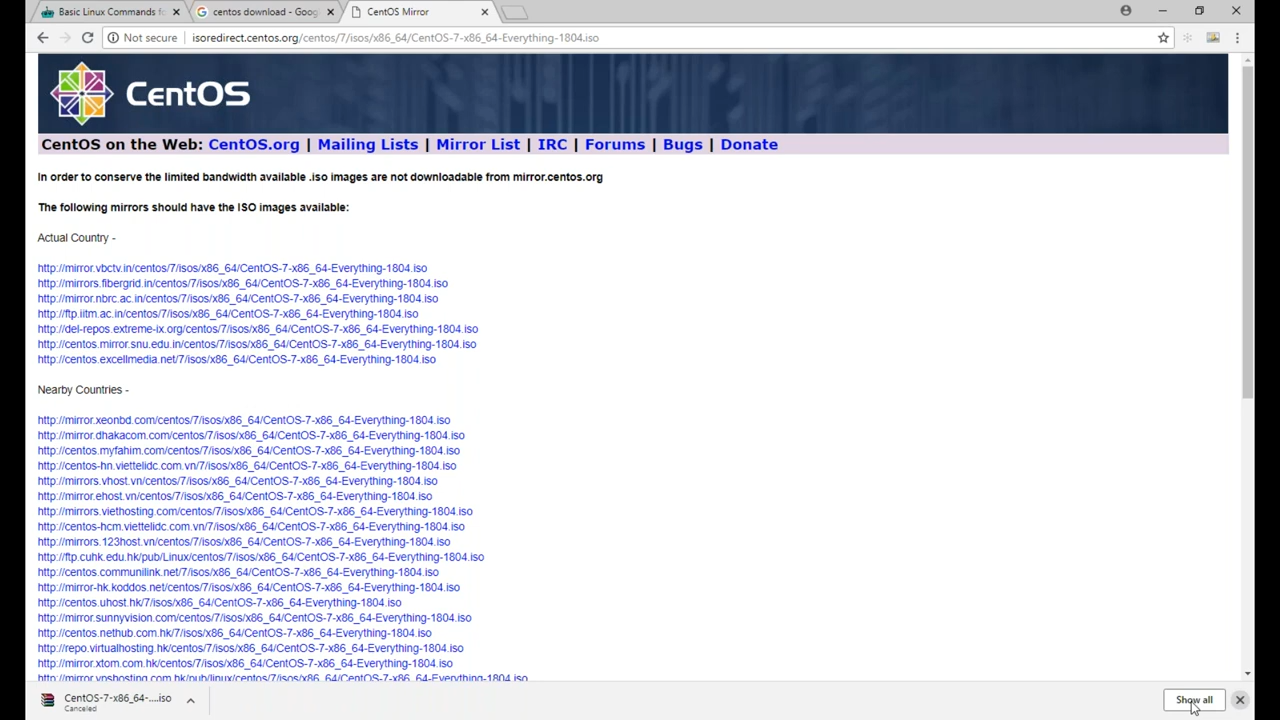 Basic Linux Commands fo
centos download - Goog
CentOS Mirror
Not secure
isoredirect.centos.org/centos/7/isos/x86_64/CentOS-7-x86_64-Everything-1804.iso
CentOS
CentOS on the Web: CentOS.org | Mailing Lists | Mirror List | IRC | Forums | Bugs | Donate
In order to conserve the limited bandwidth available .iso images are not downloadable from mirror.centos.org
The following mirrors should have the ISO images available:
Actual Country -
http://mirror.vbctv.in/centos/7/isos/x86_64/CentOS-7-x86_64-Everything-1804.iso
http://mirrors.fibergrid.in/centos/7/isos/x86_64/CentOS-7-x86_64-Everything-1804.iso
http://mirror.nbrc.ac.in/centos/7/isos/x86_64/CentOS-7-x86_64-Everything-1804.iso
http://ftp.iitm.ac.in/centos/7/isos/x86_64/CentOS-7-x86_64-Everything-1804.iso
http://del-repos.extreme-ix.org/centos/7/isos/x86_64/CentOS-7-x86_64-Everything-1804.iso
http://centos.mirror.snu.edu.in/centos/7/isos/x86_64/CentOS-7-x86_64-Everything-1804.iso
http://centos.excellmedia.net/7/isos/x86_64/CentOS-7-x86_64-Everything-1804.iso
Nearby Countries -
http://mirror.xeonbd.com/centos/7/isos/x86_64/CentOS-7-x86_64-Everything-1804.iso
http://mirror.dhakacom.com/centos/7/isos/x86_64/CentOS-7-x86_64-Everything-1804.iso
http://centos.myfahim.com/centos/7/isos/x86_64/CentOS-7-x86_64-Everything-1804.iso
http://centos-hn.viettelidc.com.vn/7/isos/x86_64/CentOS-7-x86_64-Everything-1804.iso
http://mirrors.vhost.vn/centos/7/isos/x86_64/CentOS-7-x86_64-Everything-1804.iso
http://mirror.ehost.vn/centos/7/isos/x86_64/CentOS-7-x86_64-Everything-1804.iso
http://mirrors.viethosting.com/centos/7/isos/x86_64/CentOS-7-x86_64-Everything-1804.iso
http://centos-hcm.viettelidc.com.vn/7/isos/x86_64/CentOS-7-x86_64-Everything-1804.iso
http://mirrors.123host.vn/centos/7/isos/x86_64/CentOS-7-x86_64-Everything-1804.iso
http://ftp.cuhk.edu.hk/pub/Linux/centos/7/isos/x86_64/CentOS-7-x86_64-Everything-1804.iso
http://centos.communilink.net/7/isos/x86_64/CentOS-7-x86_64-Everything-1804.iso
http://mirror-hk.koddos.net/centos/7/isos/x86_64/CentOS-7-x86_64-Everything-1804.iso
http://centos.uhost.hk/7/isos/x86_64/CentOS-7-x86_64-Everything-1804.iso
http://mirror.sunnyvision.com/centos/7/isos/x86_64/CentOS-7-x86_64-Everything-1804.iso
http://centos.nethub.com.hk/7/isos/x86_64/CentOS-7-x86_64-Everything-1804.iso
http://repo.virtualhosting.hk/centos/7/isos/x86_64/CentOS-7-x86_64-Everything-1804.iso
http://mirror.xtom.com.hk/centos/7/isos/x86_64/CentOS-7-x86_64-Everything-1804.iso
http://mirror.vpshosting.com.hk/pub/linux/centos/7/isos/x86_64/CentOS-7-x86_64-Everything-1804.iso
CentOS-7-x86_64-....iso
Canceled
Show all